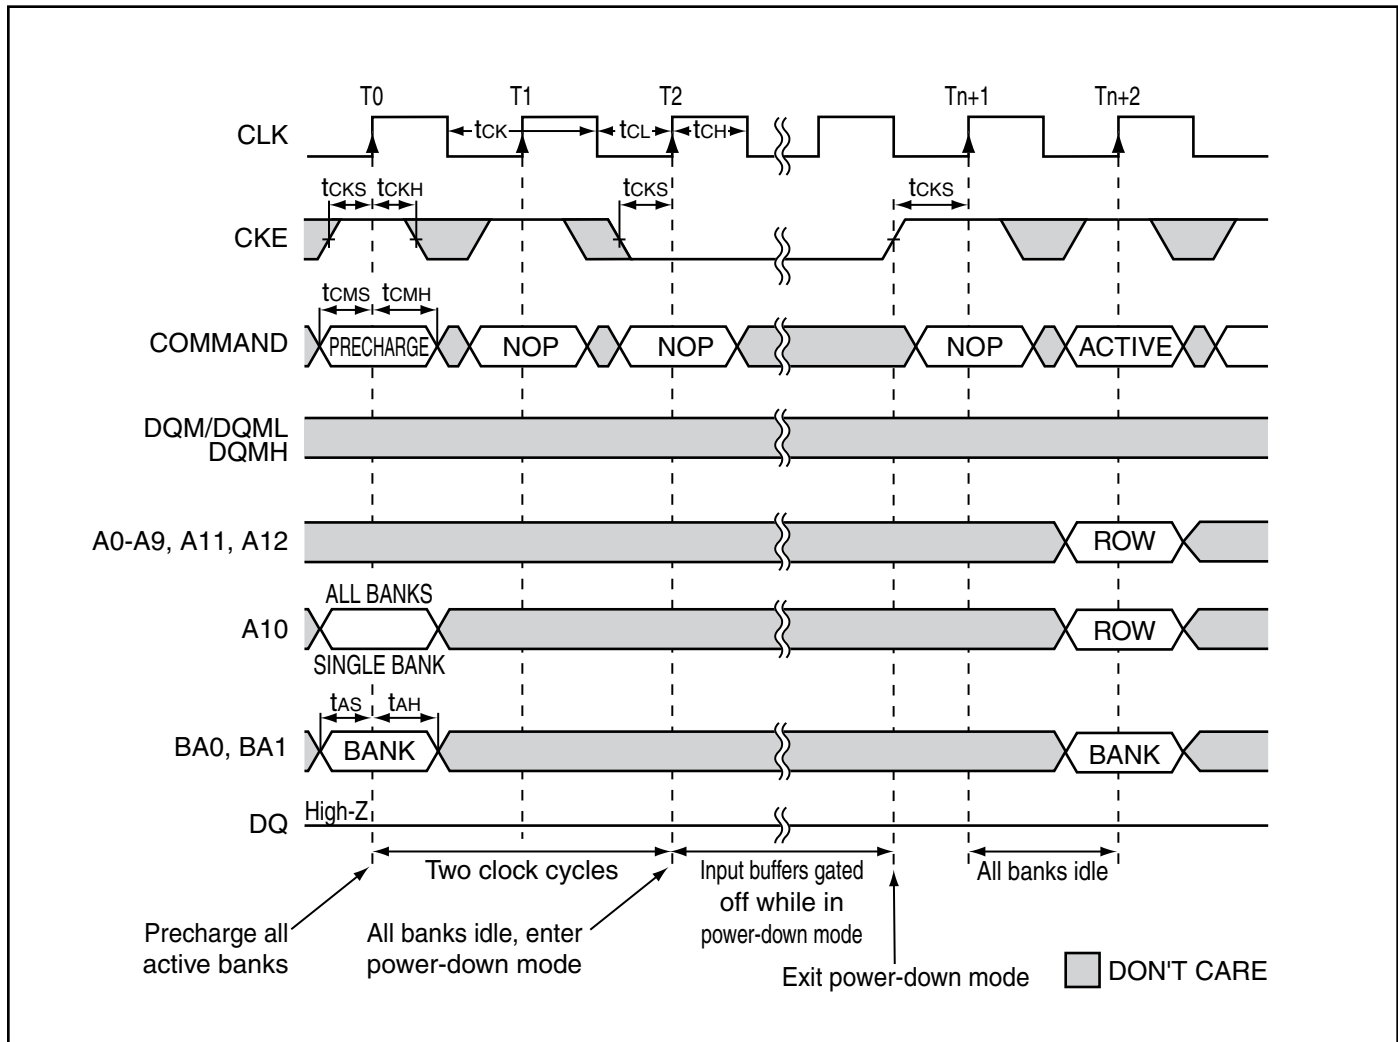 T0 T1 T2 Tn+1 Tn+2
CLK tCK tCL tCH
tCKS tCKH tCKS tCKS
CKE
tCMS tCMH
COMMAND PRECHARGE NOP NOP NOP ACTIVE
DQM/DQML
DQMH
A0-A9, A11, A12 ROW
ALL BANKS
A10 ROW
SINGLE BANK
tAS tAH
BA0, BA1 BANK BANK
High-Z
DQ
Two clock cycles
Input buffers gated
off while in
power-down mode
All banks idle
Precharge all
active banks
All banks idle, enter
power-down mode
Exit power-down mode
DON'T CARE